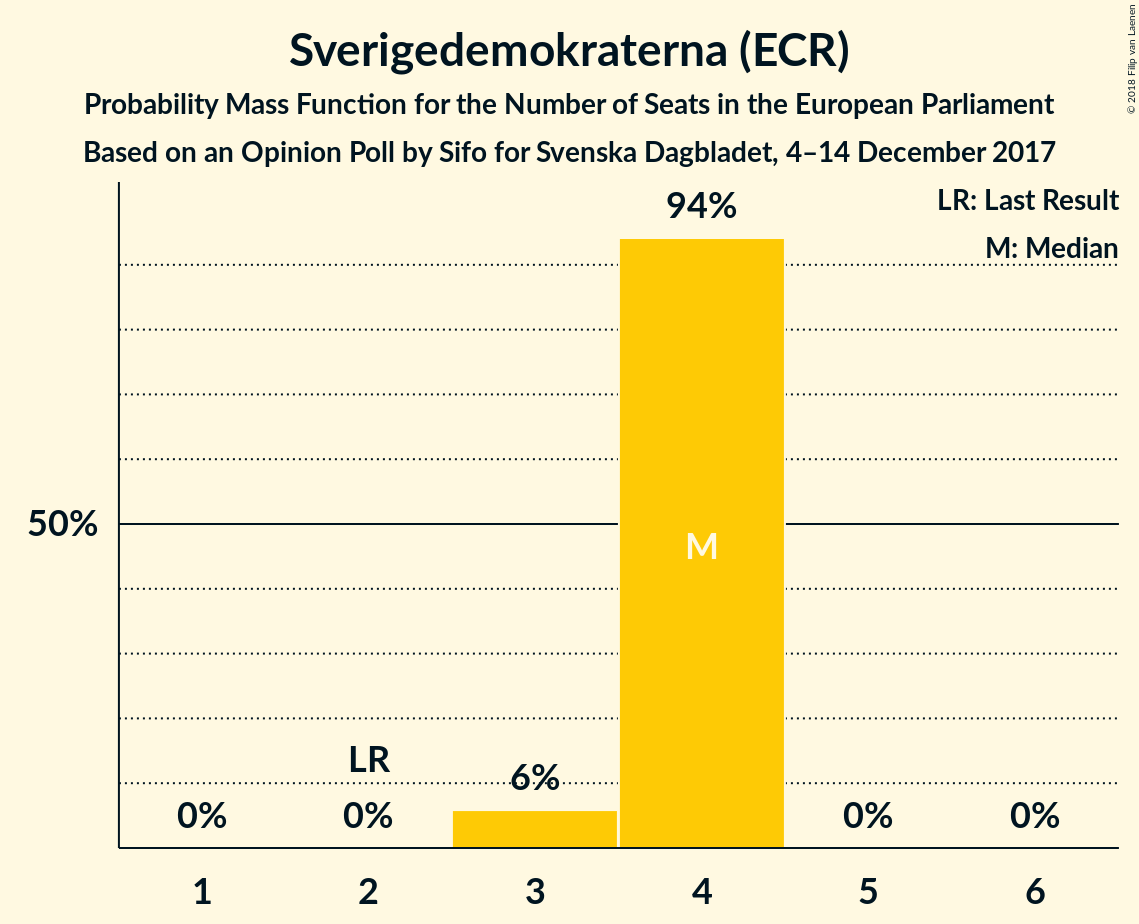 Sverigedemokraterna (ECR)
Probability Mass Function for the Number of Seats in the European Parliament
Based on an Opinion Poll by Sifo for Svenska Dagbladet, 4–14 December 2017
© 2018 Filip van Laenen
LR: Last Result
M: Median
94%
50%
M
LR
6%
0%
0%
0%
0%
1
2
3
4
5
6